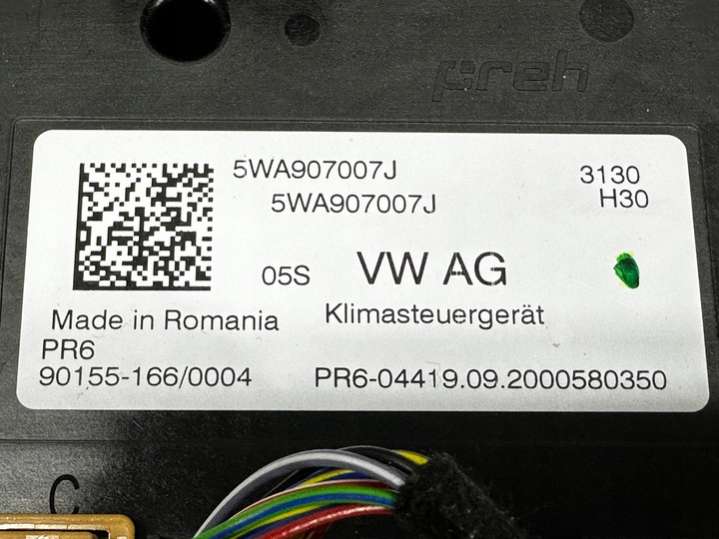 preh
5WA907007J
3130
5WA907007J
H30
05S VW AG
Made in Romania
Klimasteuergerät
PR6
90155-166/0004
PR6-04419.09.2000580350
C